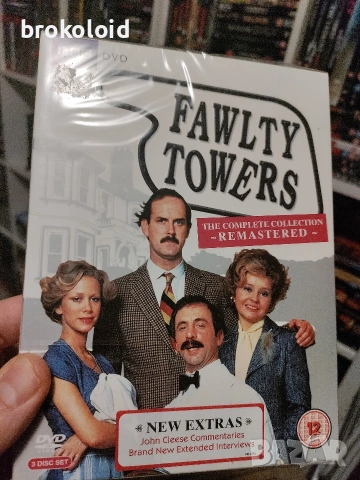 brokoloid
DVD
FAWLTY
TOWERS
THE COMPLETE COLLECTION
~REMASTERED~
NEW EXTRAS
John Cleese Commentaries
Brand New Extended Interviews
12
DVD
3 DISC SET
BAZAR